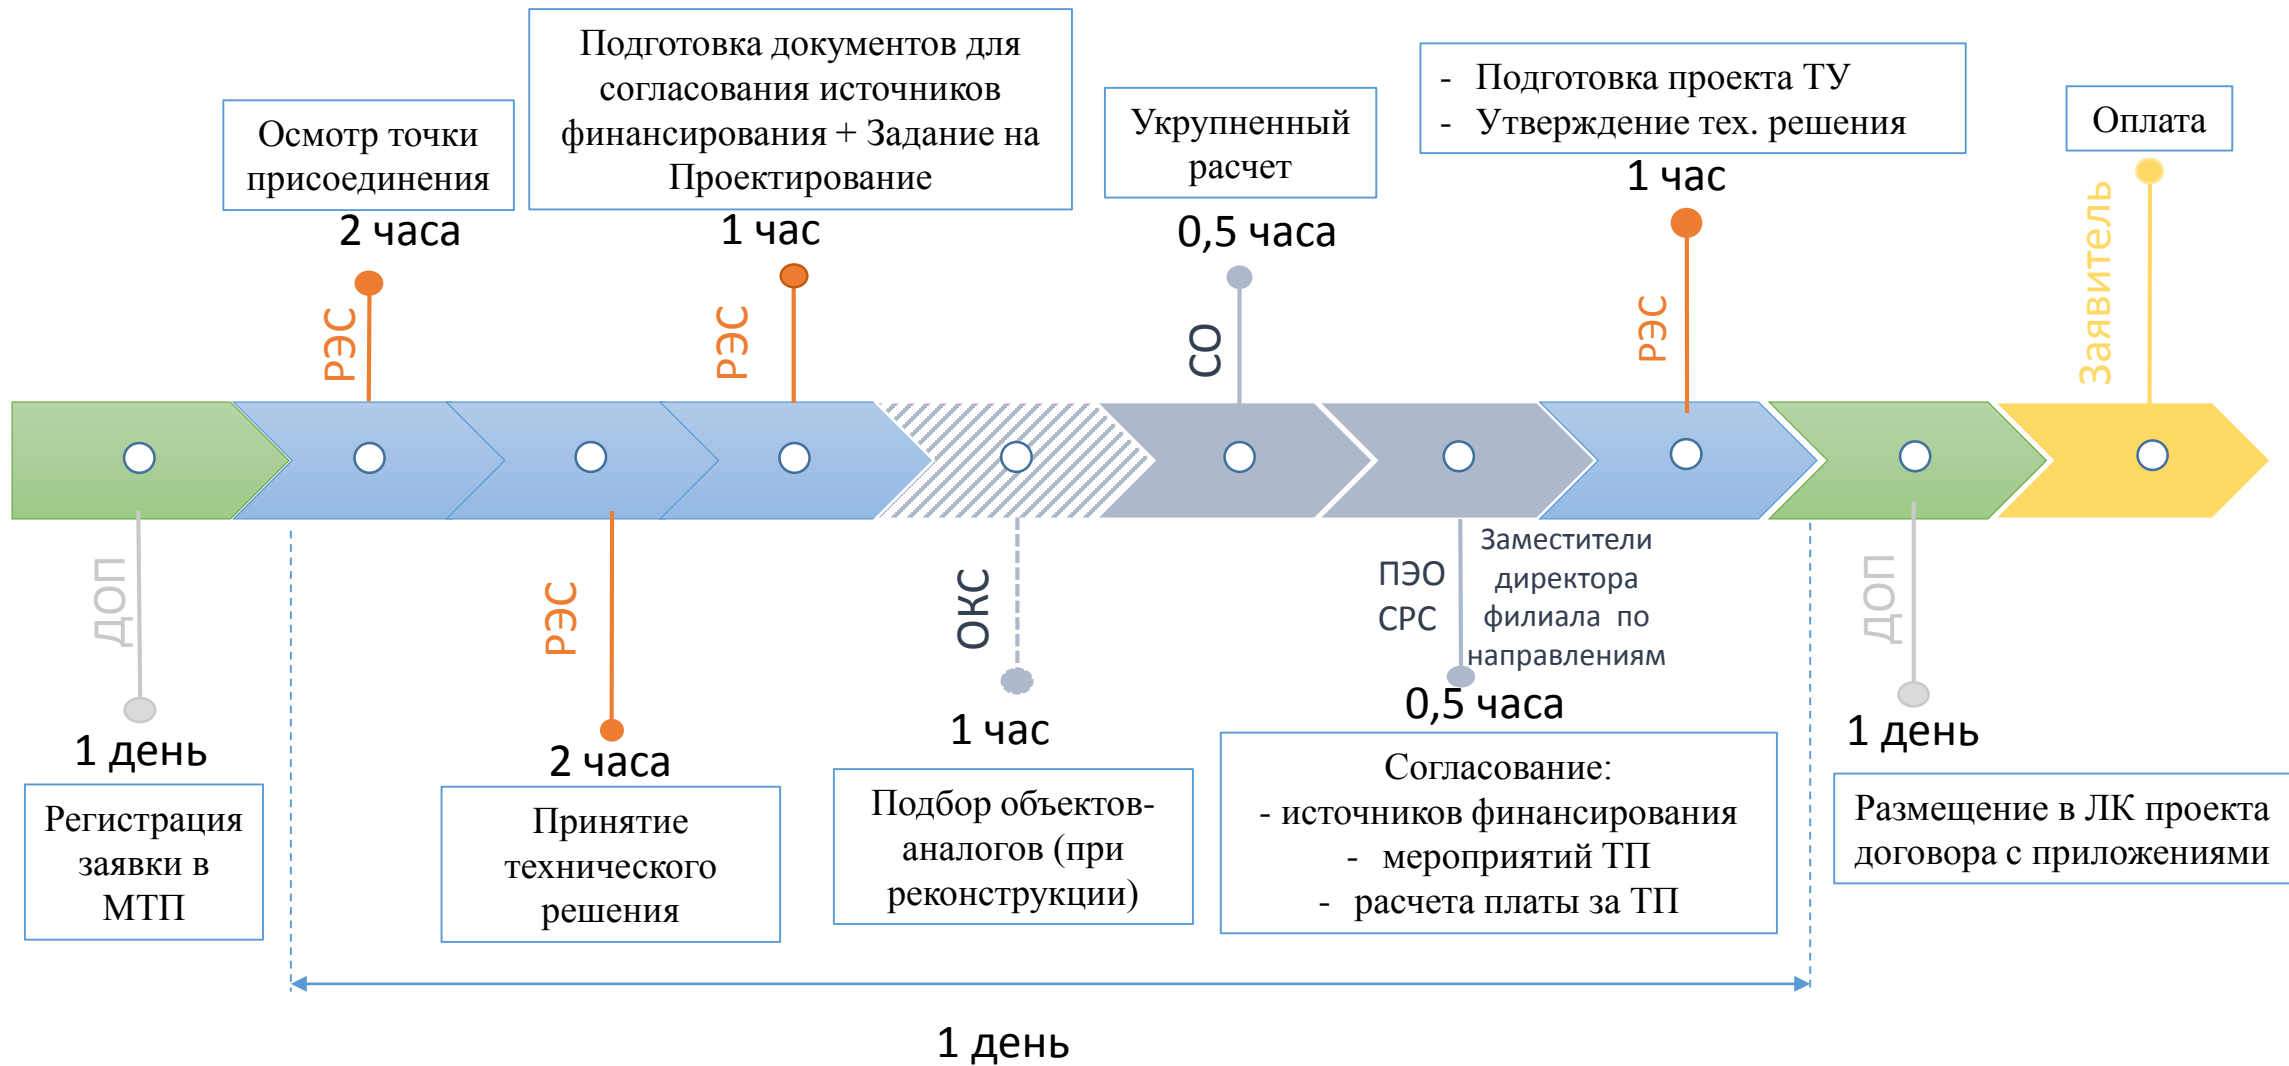 Осмотр точки
присоединения
2 часа
РЭС
Подготовка документов для
согласования источников
финансирования + Задание на
Проектирование
1 час
РЭС
Укрупненный
расчет
0,5 часа
СО
- Подготовка проекта ТУ
- Утверждение тех. решения
1 час
РЭС
Оплата
Заявитель
ДОП
1 день
Регистрация
заявки в
МТП
РЭС
2 часа
Принятие
технического
решения
ОКС
1 час
Подбор объектов-
аналогов (при
реконструкции)
ПЭО
СРС
Заместители
директора
филиала по
направлениям
0,5 часа
Согласование:
- источников финансирования
- мероприятий ТП
- расчета платы за ТП
ДОП
1 день
Размещение в ЛК проекта
договора с приложениями
1 день